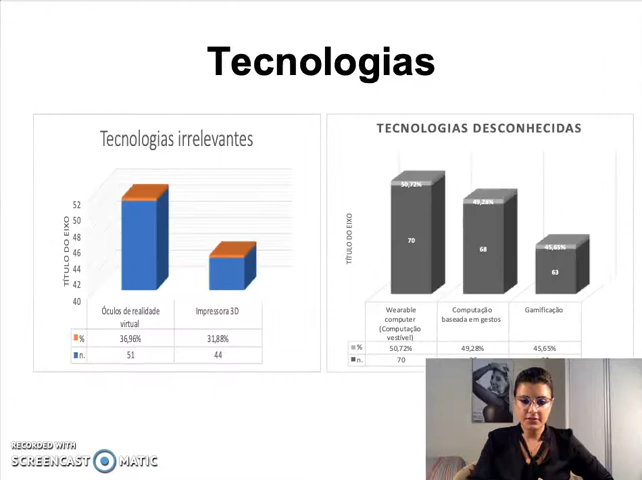 Tecnologias
Tecnologias irrelevantes
TÍTULO DO EIXO
52
50
48
46
44
42
40
Óculos de realidade
virtual
Impressora 3D
% 36,96% 31,88%
n. 51 44
TECNOLOGIAS DESCONHECIDAS
TÍTULO DO EIXO
50,72%
70
49,28%
68
45,65%
63
Wearable
computer
(Computação
vestível)
Computação
baseada em gestos
Gamificação
% 50,72% 49,28% 45,65%
n. 70
RECORDED WITH
SCREENCAST MATIC